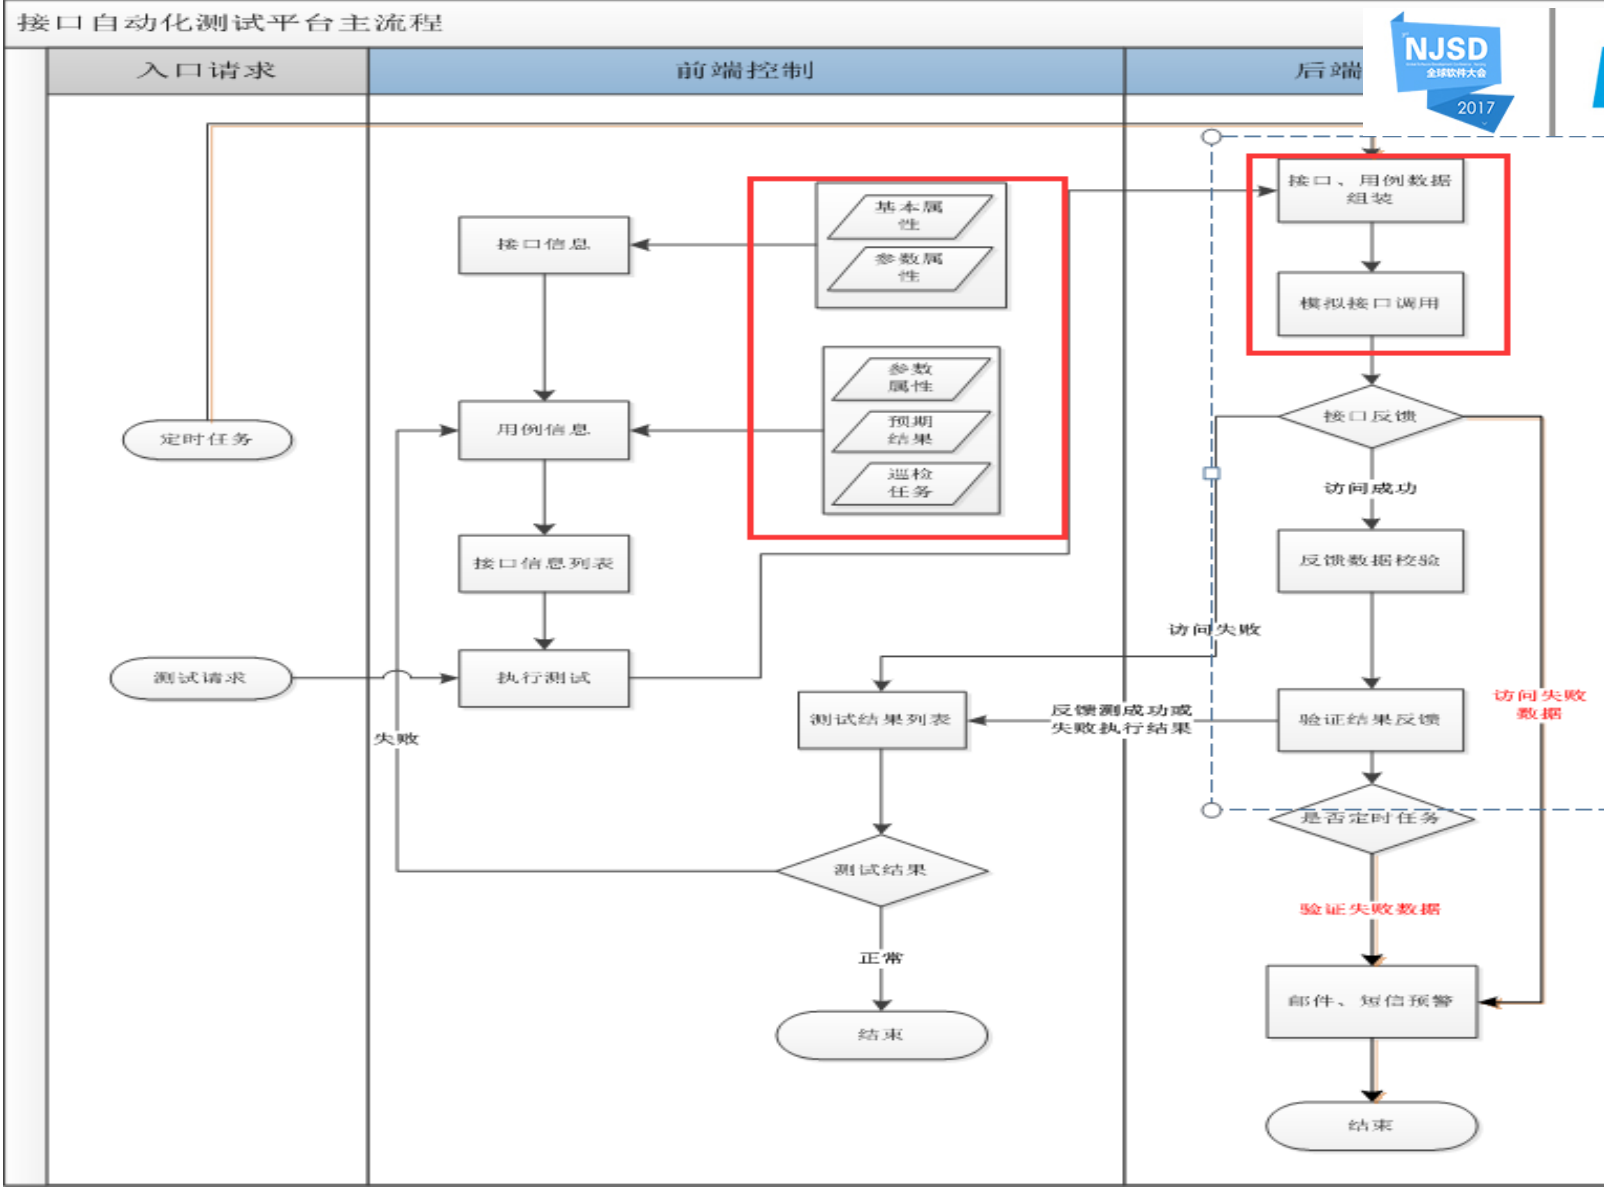 接口自动化测试平台主流程
入口请求
前端控制
后端
NJSD
全球软件大会
2017
定时任务
测试请求
接口信息
基本属
性
参数属
性
用例信息
参数
属性
预期
结果
巡检
任务
接口信息列表
执行测试
失败
测试结果列表
测试结果
正常
结束
接口、用例数据
组装
模拟接口调用
接口反馈
访问成功
反馈数据校验
访问失败
访问失败
数据
反馈测成功或
失败执行结果
验证结果反馈
是否定时任务
验证失败数据
邮件、短信预警
结束